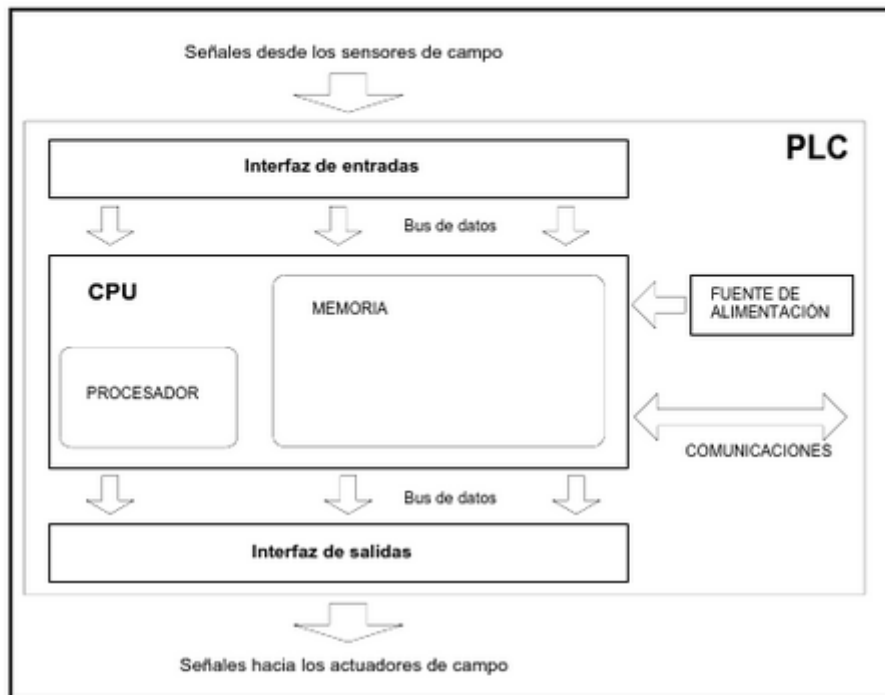 Señales desde los sensores de campo
PLC
Interfaz de entradas
Bus de datos
CPU
MEMORIA
FUENTE DE
ALIMENTACIÓN
PROCESADOR
COMUNICACIONES
Bus de datos
Interfaz de salidas
Señales hacia los actuadores de campo